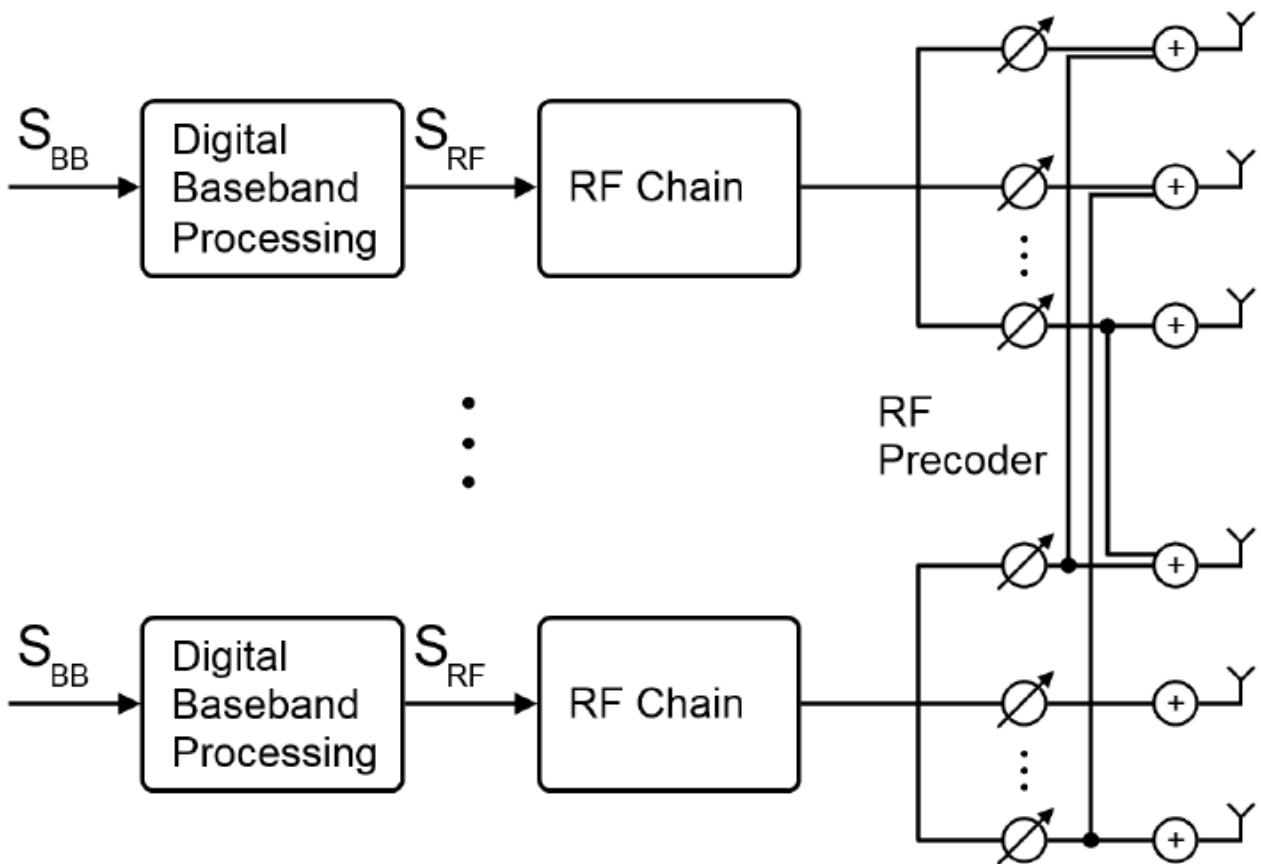 S_BB
Digital
Baseband
Processing
S_RF
RF Chain
+
+
+
RF
Precoder
S_BB
Digital
Baseband
Processing
S_RF
RF Chain
+
+
+